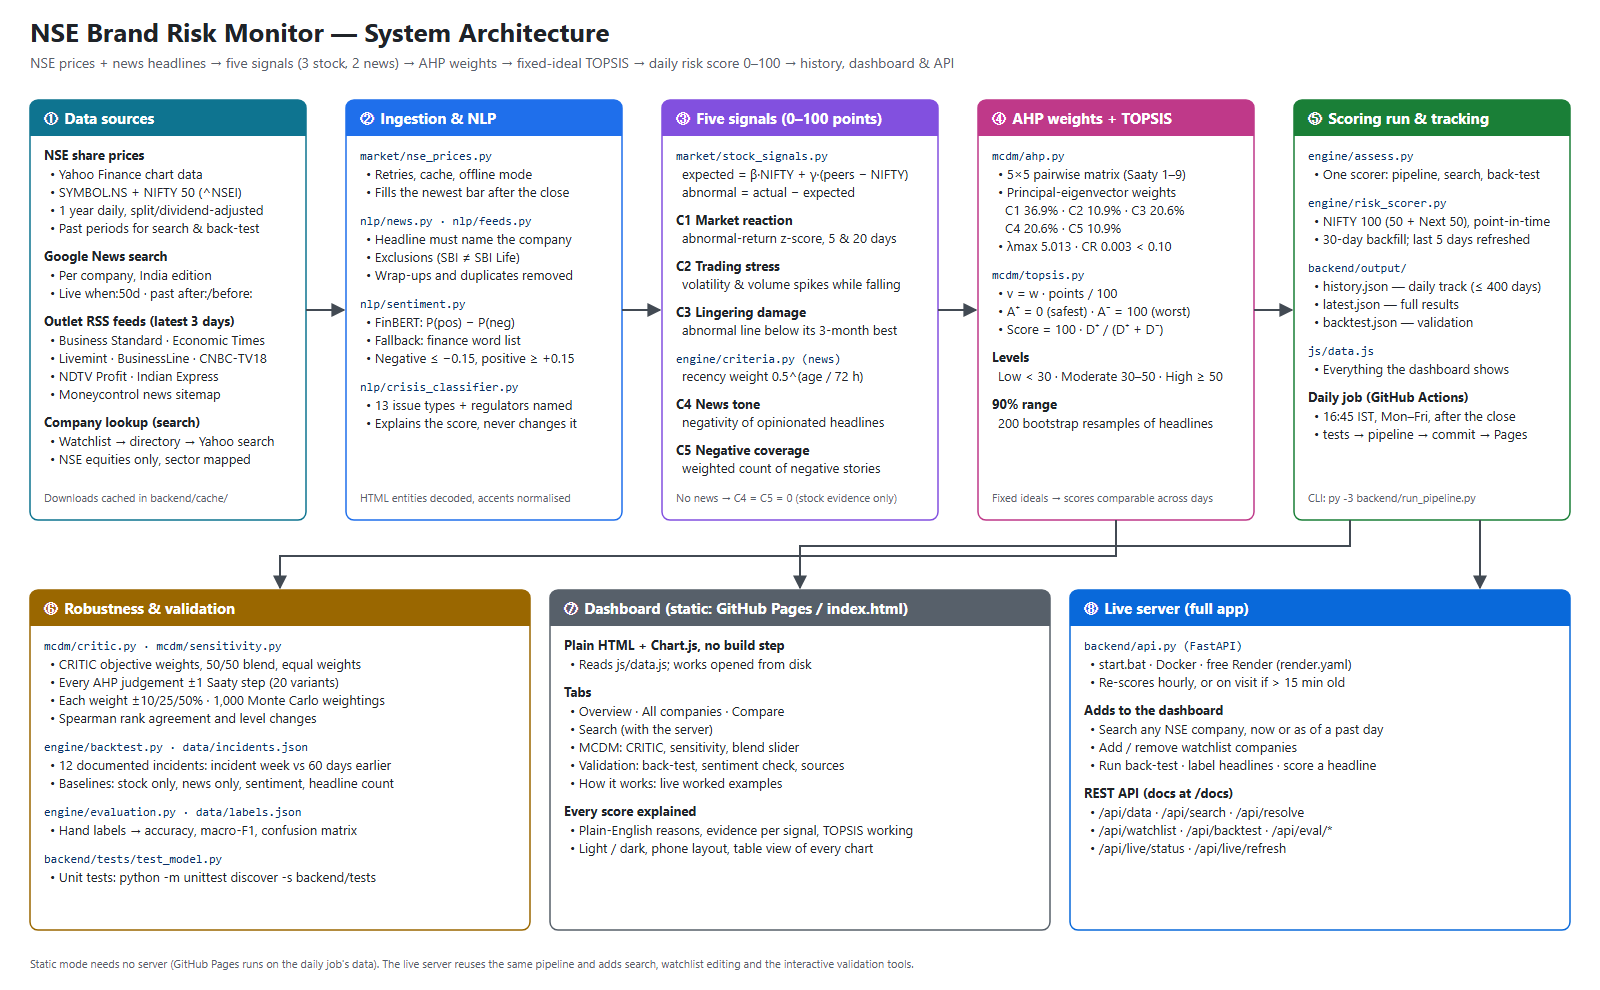 NSE Brand Risk Monitor — System Architecture
NSE prices + news headlines → five signals (3 stock, 2 news) → AHP weights → fixed-ideal TOPSIS → daily risk score 0–100 → history, dashboard & API
① Data sources
NSE share prices
• Yahoo Finance chart data
• SYMBOL.NS + NIFTY 50 (^NSEI)
• 1 year daily, split/dividend-adjusted
• Past periods for search & back-test
Google News search
• Per company, India edition
• Live when:50d · past after:/before:
Outlet RSS feeds (latest 3 days)
• Business Standard · Economic Times
• Livemint · BusinessLine · CNBC-TV18
• NDTV Profit · Indian Express
• Moneycontrol news sitemap
Company lookup (search)
• Watchlist → directory → Yahoo search
• NSE equities only, sector mapped
Downloads cached in backend/cache/
② Ingestion & NLP
market/nse_prices.py
• Retries, cache, offline mode
• Fills the newest bar after the close
nlp/news.py · nlp/feeds.py
• Headline must name the company
• Exclusions (SBI ≠ SBI Life)
• Wrap-ups and duplicates removed
nlp/sentiment.py
• FinBERT: P(pos) − P(neg)
• Fallback: finance word list
• Negative ≤ −0.15, positive ≥ +0.15
nlp/crisis_classifier.py
• 13 issue types + regulators named
• Explains the score, never changes it
HTML entities decoded, accents normalised
③ Five signals (0–100 points)
market/stock_signals.py
expected = β·NIFTY + γ·(peers − NIFTY)
abnormal = actual − expected
C1 Market reaction
abnormal-return z-score, 5 & 20 days
C2 Trading stress
volatility & volume spikes while falling
C3 Lingering damage
abnormal line below its 3-month best
engine/criteria.py (news)
recency weight 0.5^(age / 72 h)
C4 News tone
negativity of opinionated headlines
C5 Negative coverage
weighted count of negative stories
No news → C4 = C5 = 0 (stock evidence only)
④ AHP weights + TOPSIS
mcdm/ahp.py
• 5×5 pairwise matrix (Saaty 1–9)
• Principal-eigenvector weights
C1 36.9% · C2 10.9% · C3 20.6%
C4 20.6% · C5 10.9%
• λmax 5.013 · CR 0.003 < 0.10
mcdm/topsis.py
• v = w · points / 100
• A⁺ = 0 (safest) · A⁻ = 100 (worst)
• Score = 100 · D⁺ / (D⁺ + D⁻)
Levels
Low < 30 · Moderate 30–50 · High ≥ 50
90% range
200 bootstrap resamples of headlines
Fixed ideals → scores comparable across days
⑤ Scoring run & tracking
engine/assess.py
• One scorer: pipeline, search, back-test
engine/risk_scorer.py
• NIFTY 100 (50 + Next 50), point-in-time
• 30-day backfill; last 5 days refreshed
backend/output/
• history.json — daily track (≤ 400 days)
• latest.json — full results
• backtest.json — validation
js/data.js
• Everything the dashboard shows
Daily job (GitHub Actions)
• 16:45 IST, Mon–Fri, after the close
• tests → pipeline → commit → Pages
CLI: py -3 backend/run_pipeline.py
⑥ Robustness & validation
mcdm/critic.py · mcdm/sensitivity.py
• CRITIC objective weights, 50/50 blend, equal weights
• Every AHP judgement ±1 Saaty step (20 variants)
• Each weight ±10/25/50% · 1,000 Monte Carlo weightings
• Spearman rank agreement and level changes
engine/backtest.py · data/incidents.json
• 12 documented incidents: incident week vs 60 days earlier
• Baselines: stock only, news only, sentiment, headline count
engine/evaluation.py · data/labels.json
• Hand labels → accuracy, macro-F1, confusion matrix
backend/tests/test_model.py
• Unit tests: python -m unittest discover -s backend/tests
⑦ Dashboard (static: GitHub Pages / index.html)
Plain HTML + Chart.js, no build step
• Reads js/data.js; works opened from disk
Tabs
• Overview · All companies · Compare
• Search (with the server)
• MCDM: CRITIC, sensitivity, blend slider
• Validation: back-test, sentiment check, sources
• How it works: live worked examples
Every score explained
• Plain-English reasons, evidence per signal, TOPSIS working
• Light / dark, phone layout, table view of every chart
⑧ Live server (full app)
backend/api.py (FastAPI)
• start.bat · Docker · free Render (render.yaml)
• Re-scores hourly, or on visit if > 15 min old
Adds to the dashboard
• Search any NSE company, now or as of a past day
• Add / remove watchlist companies
• Run back-test · label headlines · score a headline
REST API (docs at /docs)
• /api/data · /api/search · /api/resolve
• /api/watchlist · /api/backtest · /api/eval/*
• /api/live/status · /api/live/refresh
Static mode needs no server (GitHub Pages runs on the daily job's data). The live server reuses the same pipeline and adds search, watchlist editing and the interactive validation tools.